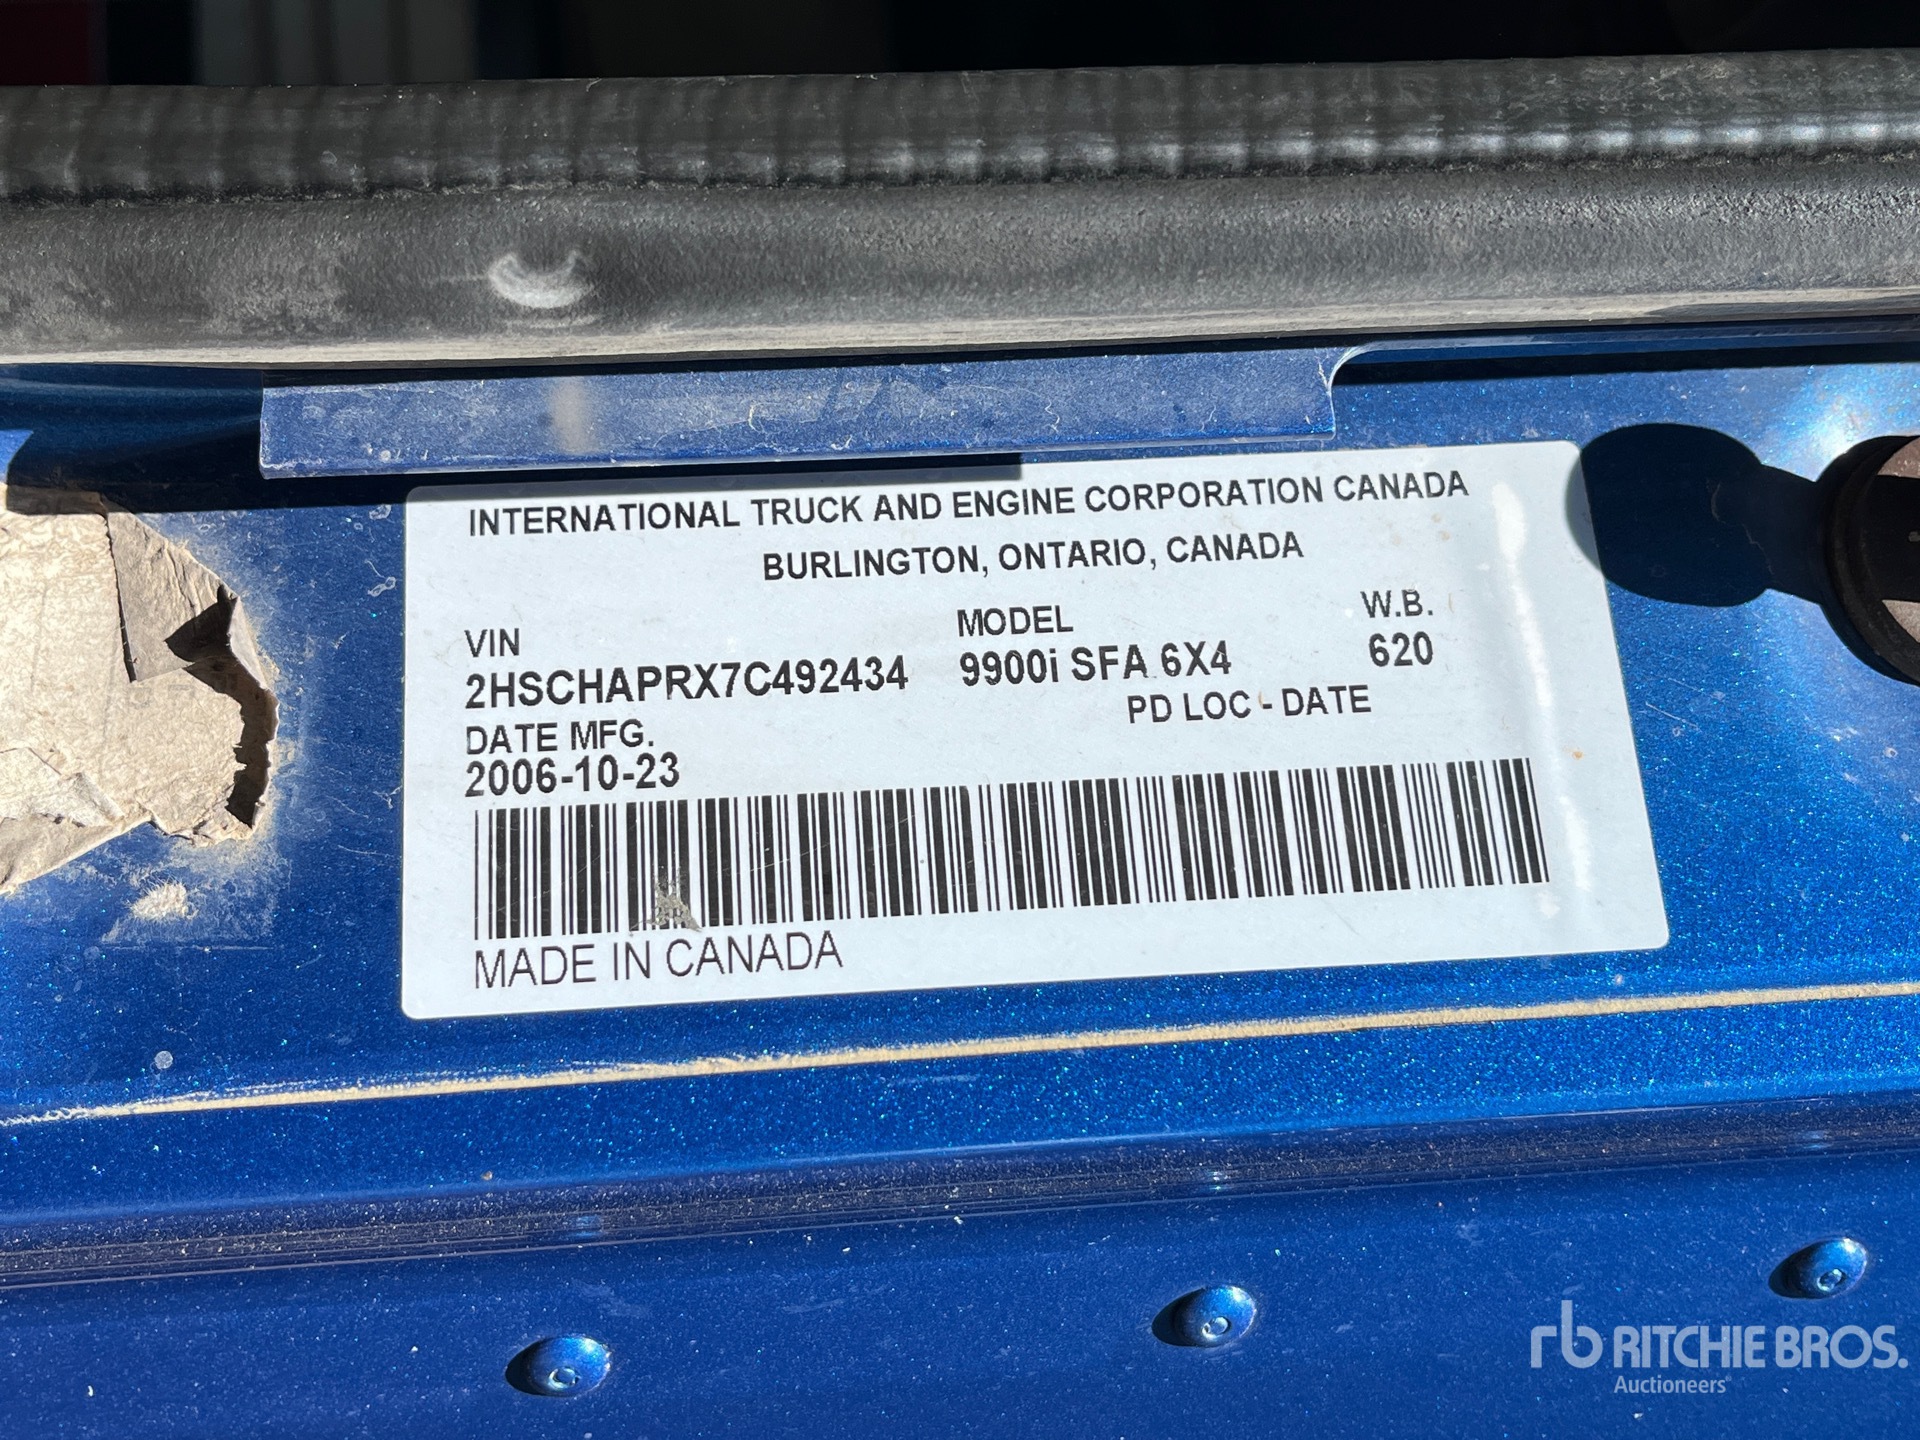 INTERNATIONAL TRUCK AND ENGINE CORPORATION CANADA
BURLINGTON, ONTARIO, CANADA
VIN MODEL W.B.
2HSCHAPRX7C492434 9900i SFA 6X4 620
DATE MFG. PD LOC - DATE
2006-10-23
MADE IN CANADA
rb RITCHIE BROS.
Auctioneers